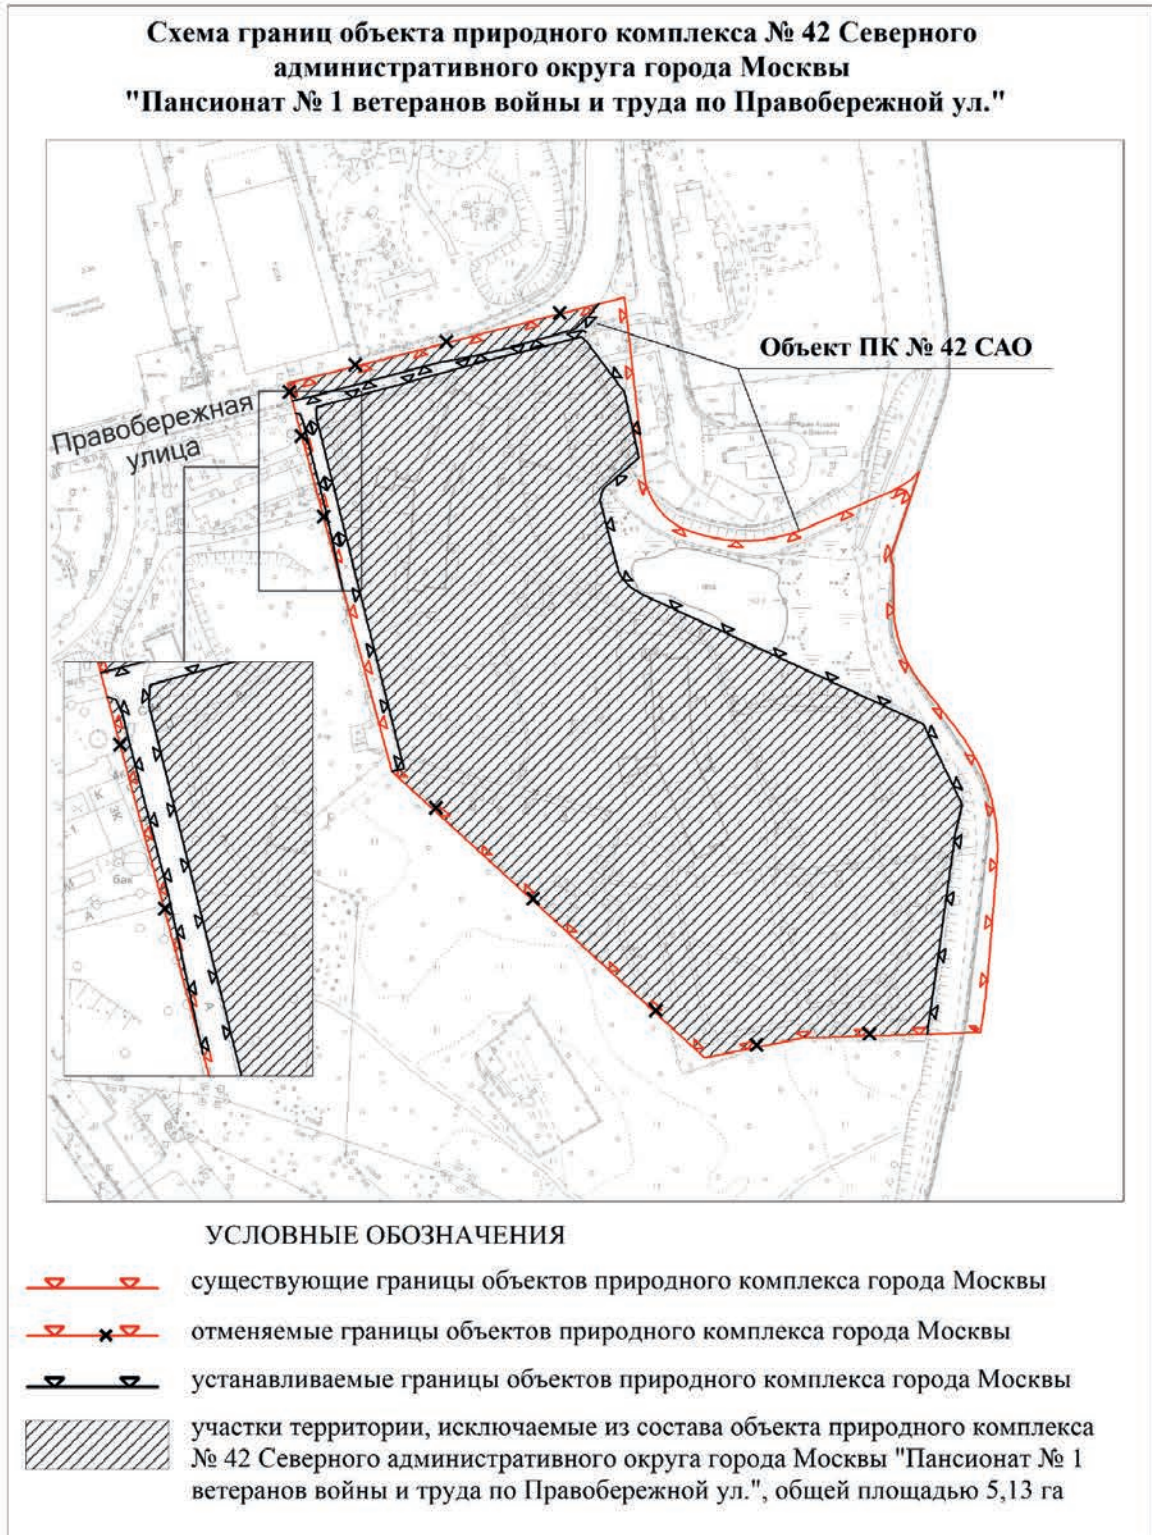 Схема границ объекта природного комплекса № 42 Северного
административного округа города Москвы
"Пансионат № 1 ветеранов войны и труда по Правобережной ул."
Объект ПК № 42 САО
Правобережная
улица
бак
УСЛОВНЫЕ ОБОЗНАЧЕНИЯ
существующие границы объектов природного комплекса города Москвы
отменяемые границы объектов природного комплекса города Москвы
устанавливаемые границы объектов природного комплекса города Москвы
участки территории, исключаемые из состава объекта природного комплекса
№ 42 Северного административного округа города Москвы "Пансионат № 1
ветеранов войны и труда по Правобережной ул.", общей площадью 5,13 га